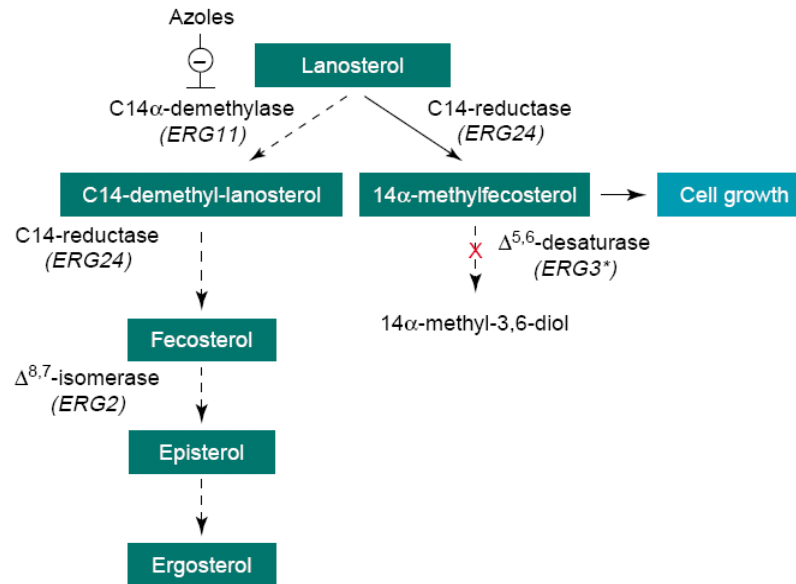 Azoles
Lanosterol
C14α-demethylase
(ERG11)
C14-reductase
(ERG24)
C14-demethyl-lanosterol
14α-methylfecosterol
Cell growth
C14-reductase
(ERG24)
Δ5,6-desaturase
(ERG3*)
X
14α-methyl-3,6-diol
Fecosterol
Δ8,7-isomerase
(ERG2)
Episterol
Ergosterol